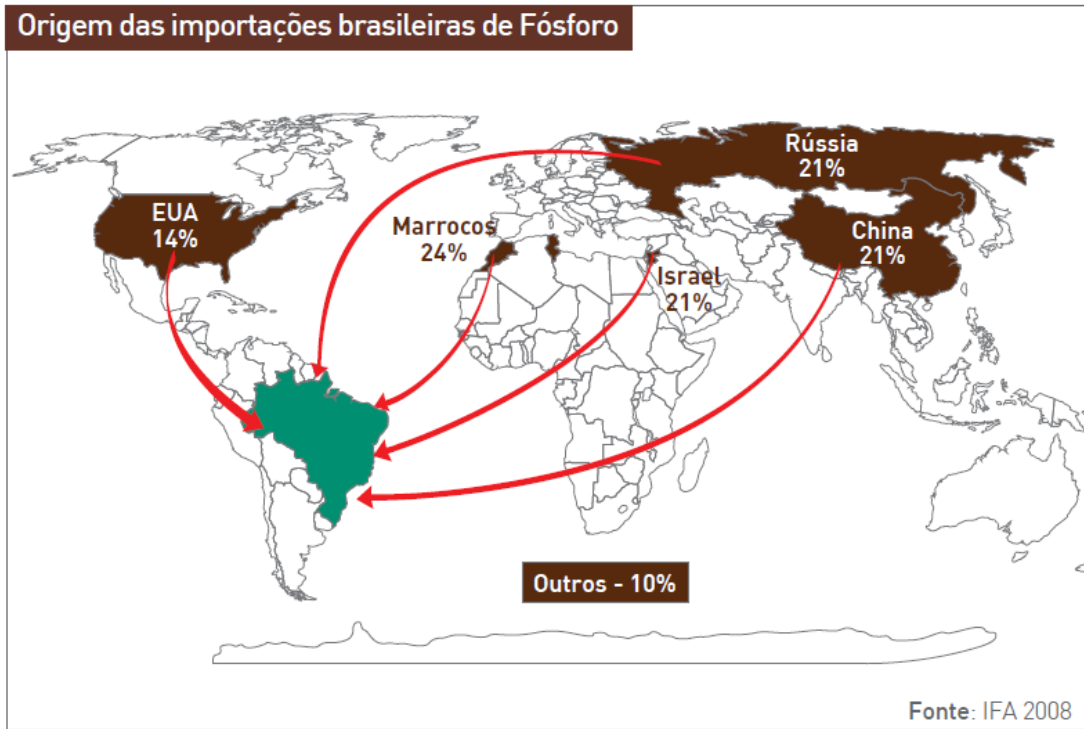 Origem das importações brasileiras de Fósforo
Rússia
21%
EUA
14%
Marrocos
24%
China
21%
Israel
21%
Outros - 10%
Fonte: IFA 2008